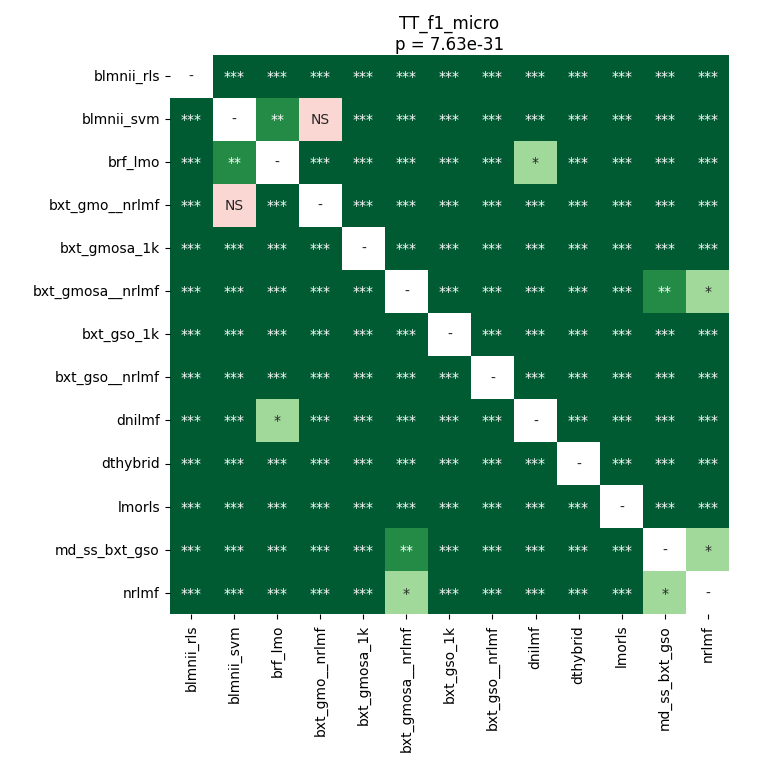 TT_f1_micro
p = 7.63e-31
blmnii_rls - *** *** *** *** *** *** *** *** *** *** *** ***
blmnii_svm *** - ** NS *** *** *** *** *** *** *** *** ***
brf_lmo *** ** - *** *** *** *** *** * *** *** *** ***
bxt_gmo__nrlmf *** NS *** - *** *** *** *** *** *** *** *** ***
bxt_gmosa_1k *** *** *** *** - *** *** *** *** *** *** *** ***
bxt_gmosa__nrlmf *** *** *** *** *** - *** *** *** *** *** ** *
bxt_gso_1k *** *** *** *** *** *** - *** *** *** *** *** ***
bxt_gso__nrlmf *** *** *** *** *** *** *** - *** *** *** *** ***
dnilmf *** *** * *** *** *** *** *** - *** *** *** ***
dthybrid *** *** *** *** *** *** *** *** *** - *** *** ***
lmorls *** *** *** *** *** *** *** *** *** *** - *** ***
md_ss_bxt_gso *** *** *** *** *** ** *** *** *** *** *** - *
nrlmf *** *** *** *** *** * *** *** *** *** *** * -
blmnii_rls
blmnii_svm
brf_lmo
bxt_gmo__nrlmf
bxt_gmosa_1k
bxt_gmosa__nrlmf
bxt_gso_1k
bxt_gso__nrlmf
dnilmf
dthybrid
lmorls
md_ss_bxt_gso
nrlmf